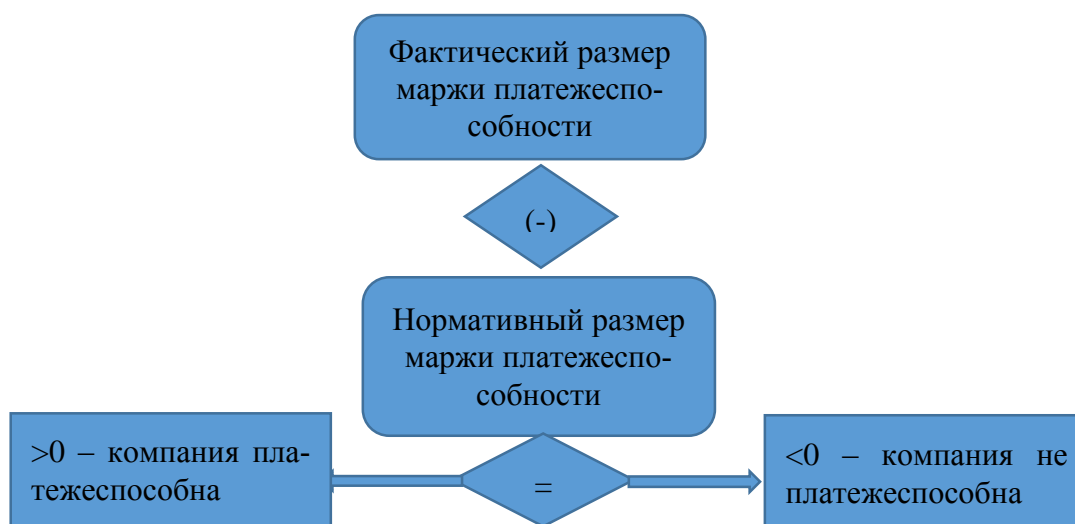 Фактический размер
маржи платежеспо-
собности
(-)
Нормативный размер
маржи платежеспо-
собности
>0 – компания пла-
тежеспособна
=
<0 – компания не
платежеспособна